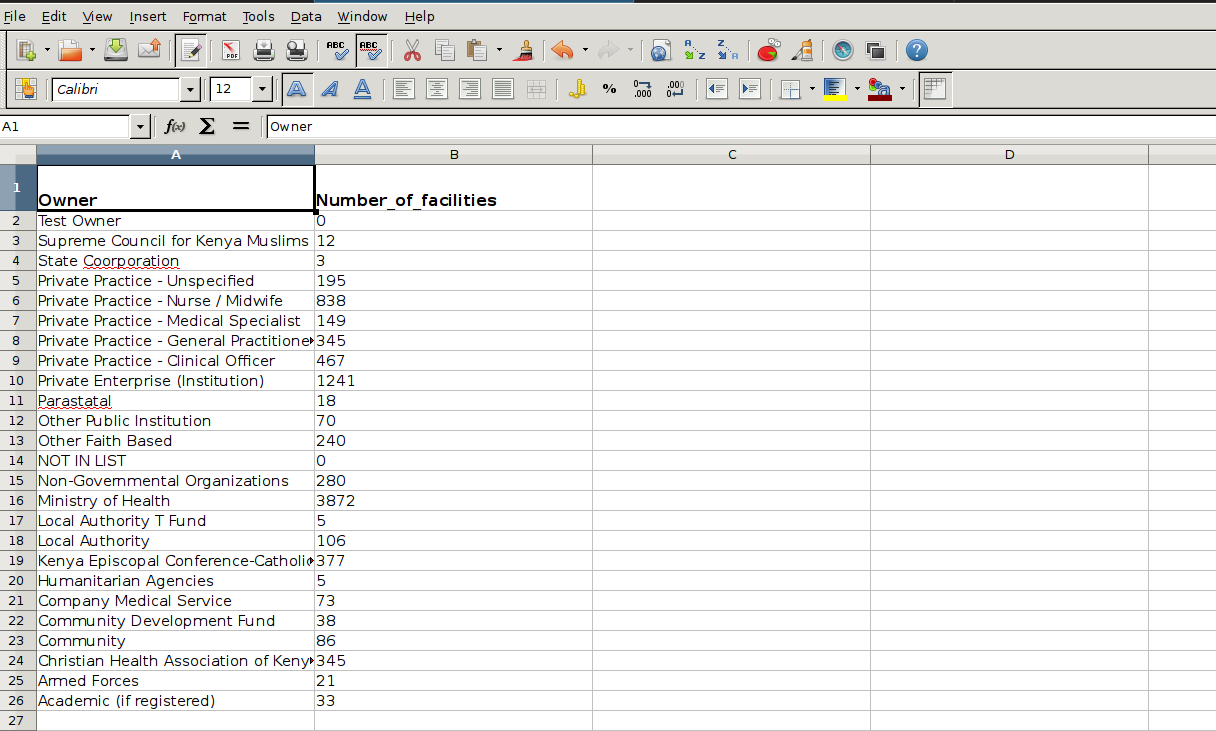 File Edit View Insert Format Tools Data Window Help
PDF ABC ABC A Z Z A ?
Calibri 12 A A A % .000 .000
A1 f(x) Σ = Owner
A B C D
1 Owner Number_of_facilities
2 Test Owner 0
3 Supreme Council for Kenya Muslims 12
4 State Coorporation 3
5 Private Practice - Unspecified 195
6 Private Practice - Nurse / Midwife 838
7 Private Practice - Medical Specialist 149
8 Private Practice - General Practitione 345
9 Private Practice - Clinical Officer 467
10 Private Enterprise (Institution) 1241
11 Parastatal 18
12 Other Public Institution 70
13 Other Faith Based 240
14 NOT IN LIST 0
15 Non-Governmental Organizations 280
16 Ministry of Health 3872
17 Local Authority T Fund 5
18 Local Authority 106
19 Kenya Episcopal Conference-Catholic 377
20 Humanitarian Agencies 5
21 Company Medical Service 73
22 Community Development Fund 38
23 Community 86
24 Christian Health Association of Keny 345
25 Armed Forces 21
26 Academic (if registered) 33
27